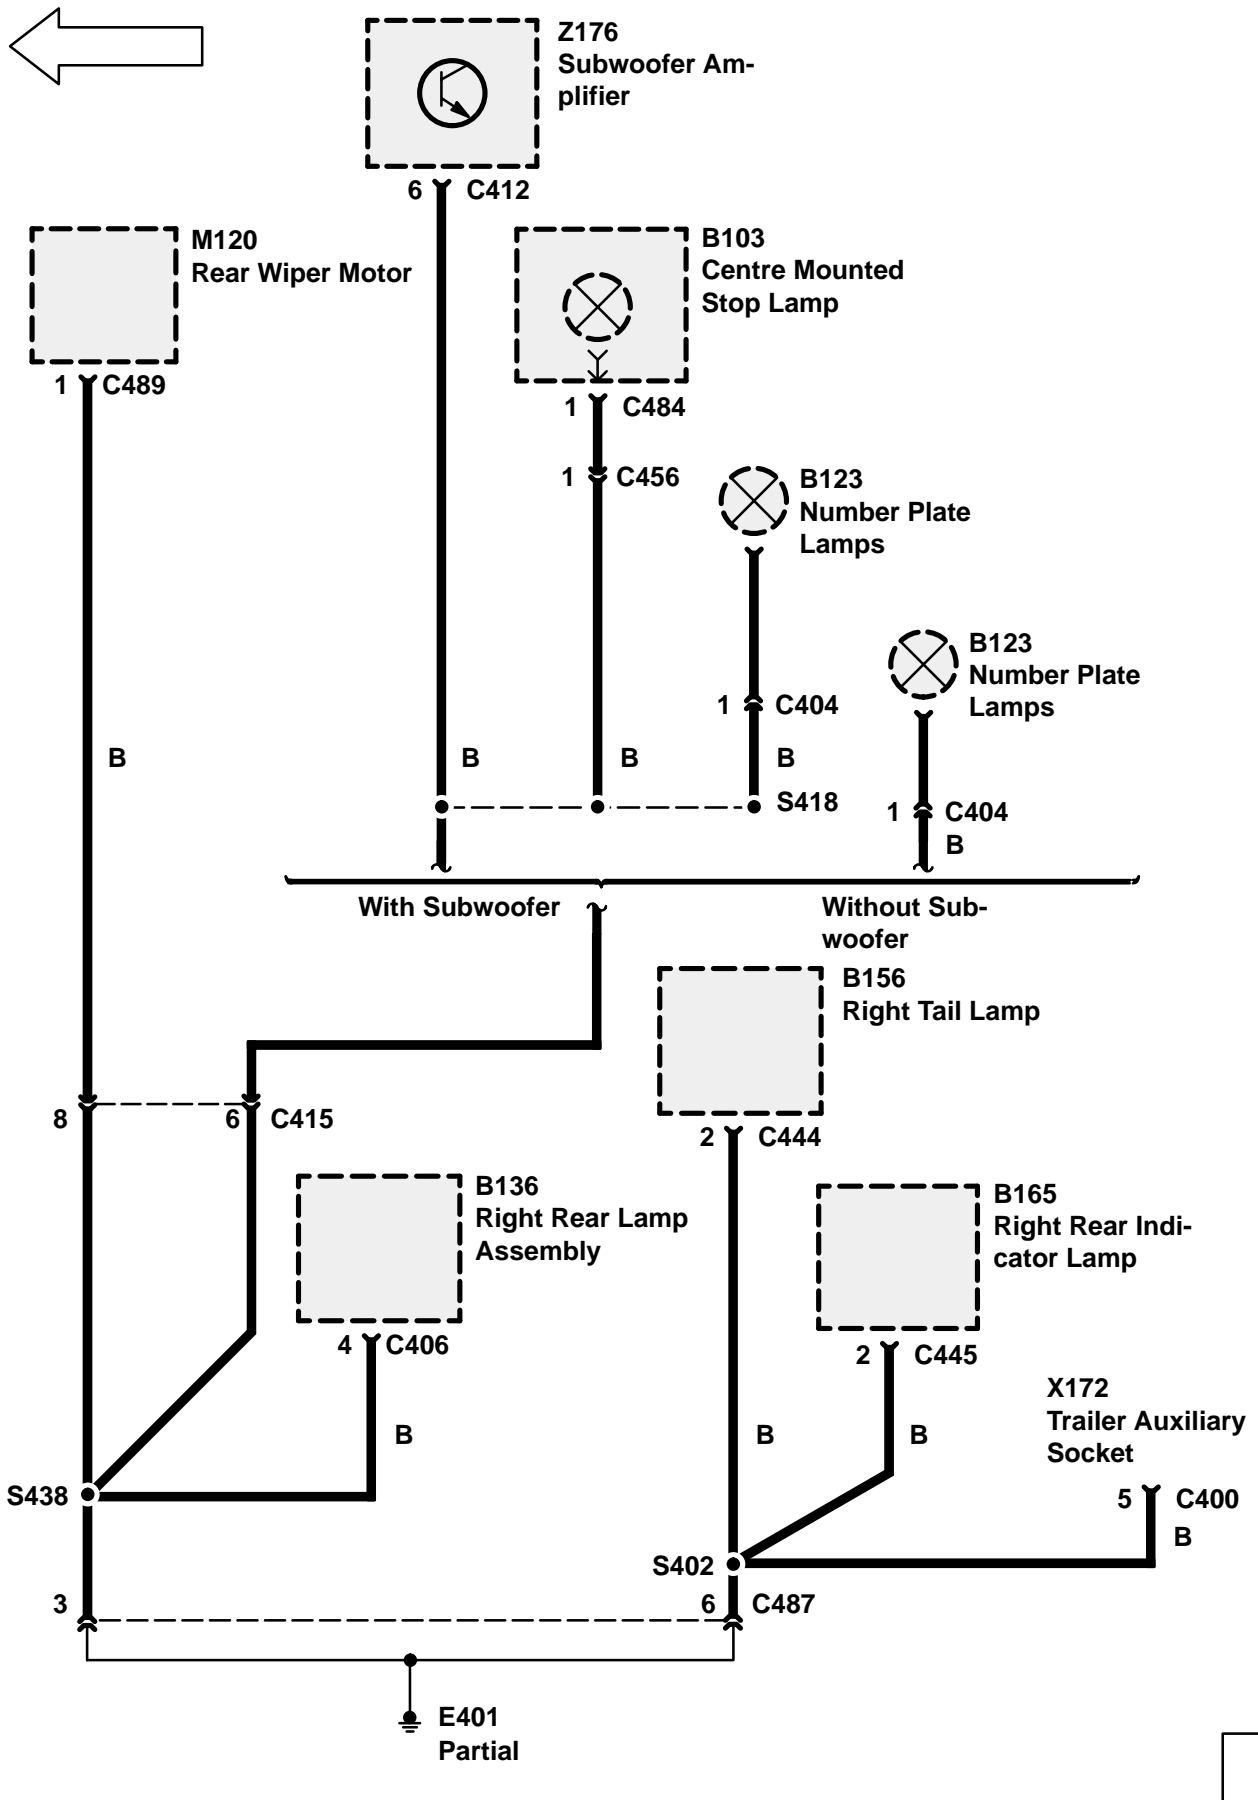 Z176
Subwoofer Am-
plifier
6 C412
M120
Rear Wiper Motor
B103
Centre Mounted
Stop Lamp
1 C489
1 C484
1 C456
B123
Number Plate
Lamps
B123
Number Plate
Lamps
1 C404
B B B B
S418
1 C404
B
With Subwoofer
Without Sub-
woofer
B156
Right Tail Lamp
8 6 C415
2 C444
B136
Right Rear Lamp
Assembly
B165
Right Rear Indi-
cator Lamp
4 C406
2 C445
X172
Trailer Auxiliary
Socket
B B B
S438
5 C400
B
S402
3 6 C487
E401
Partial